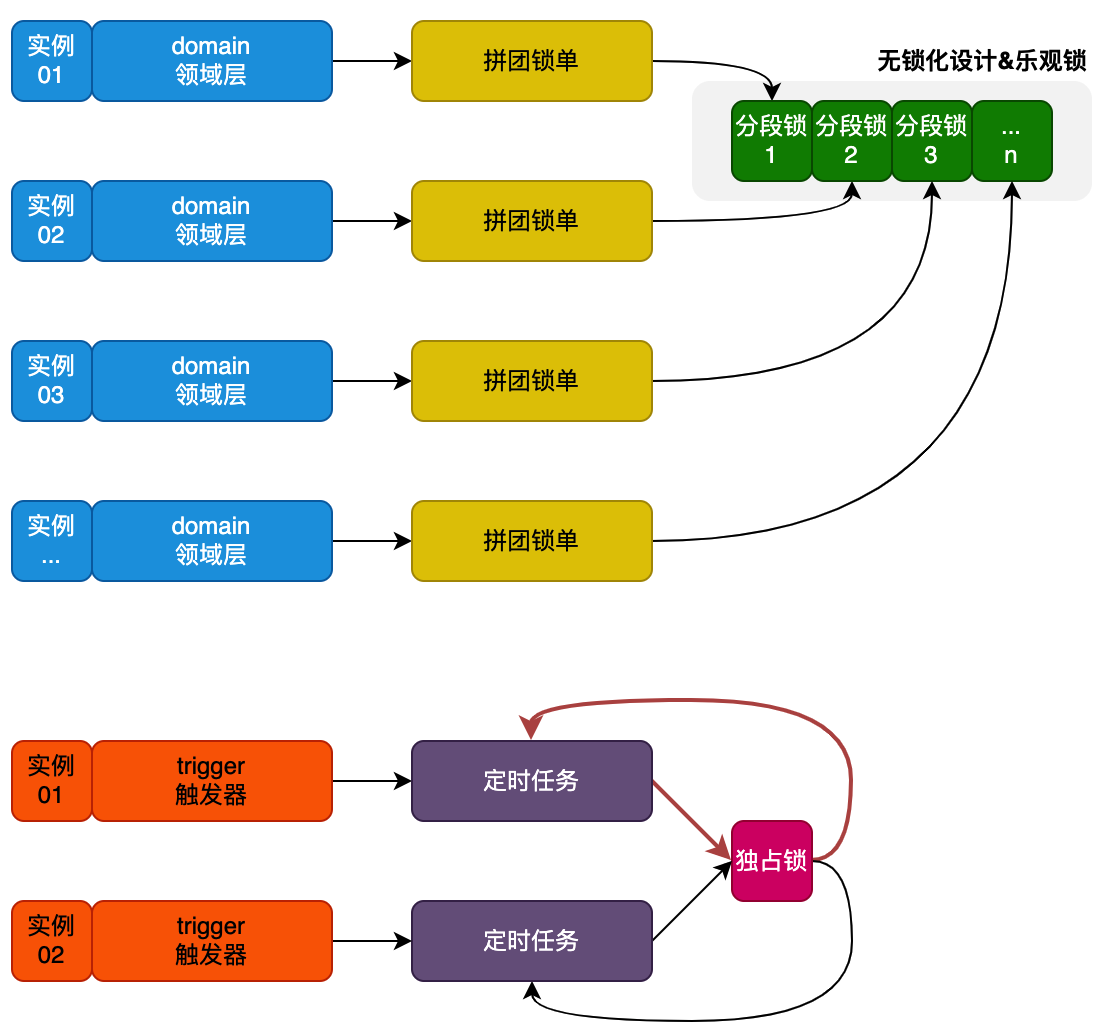 实例
01
domain
领域层
拼团锁单
无锁化设计&乐观锁
分段锁
1
分段锁
2
分段锁
3
...
n
实例
02
domain
领域层
拼团锁单
实例
03
domain
领域层
拼团锁单
实例
...
domain
领域层
拼团锁单
实例
01
trigger
触发器
定时任务
独占锁
实例
02
trigger
触发器
定时任务